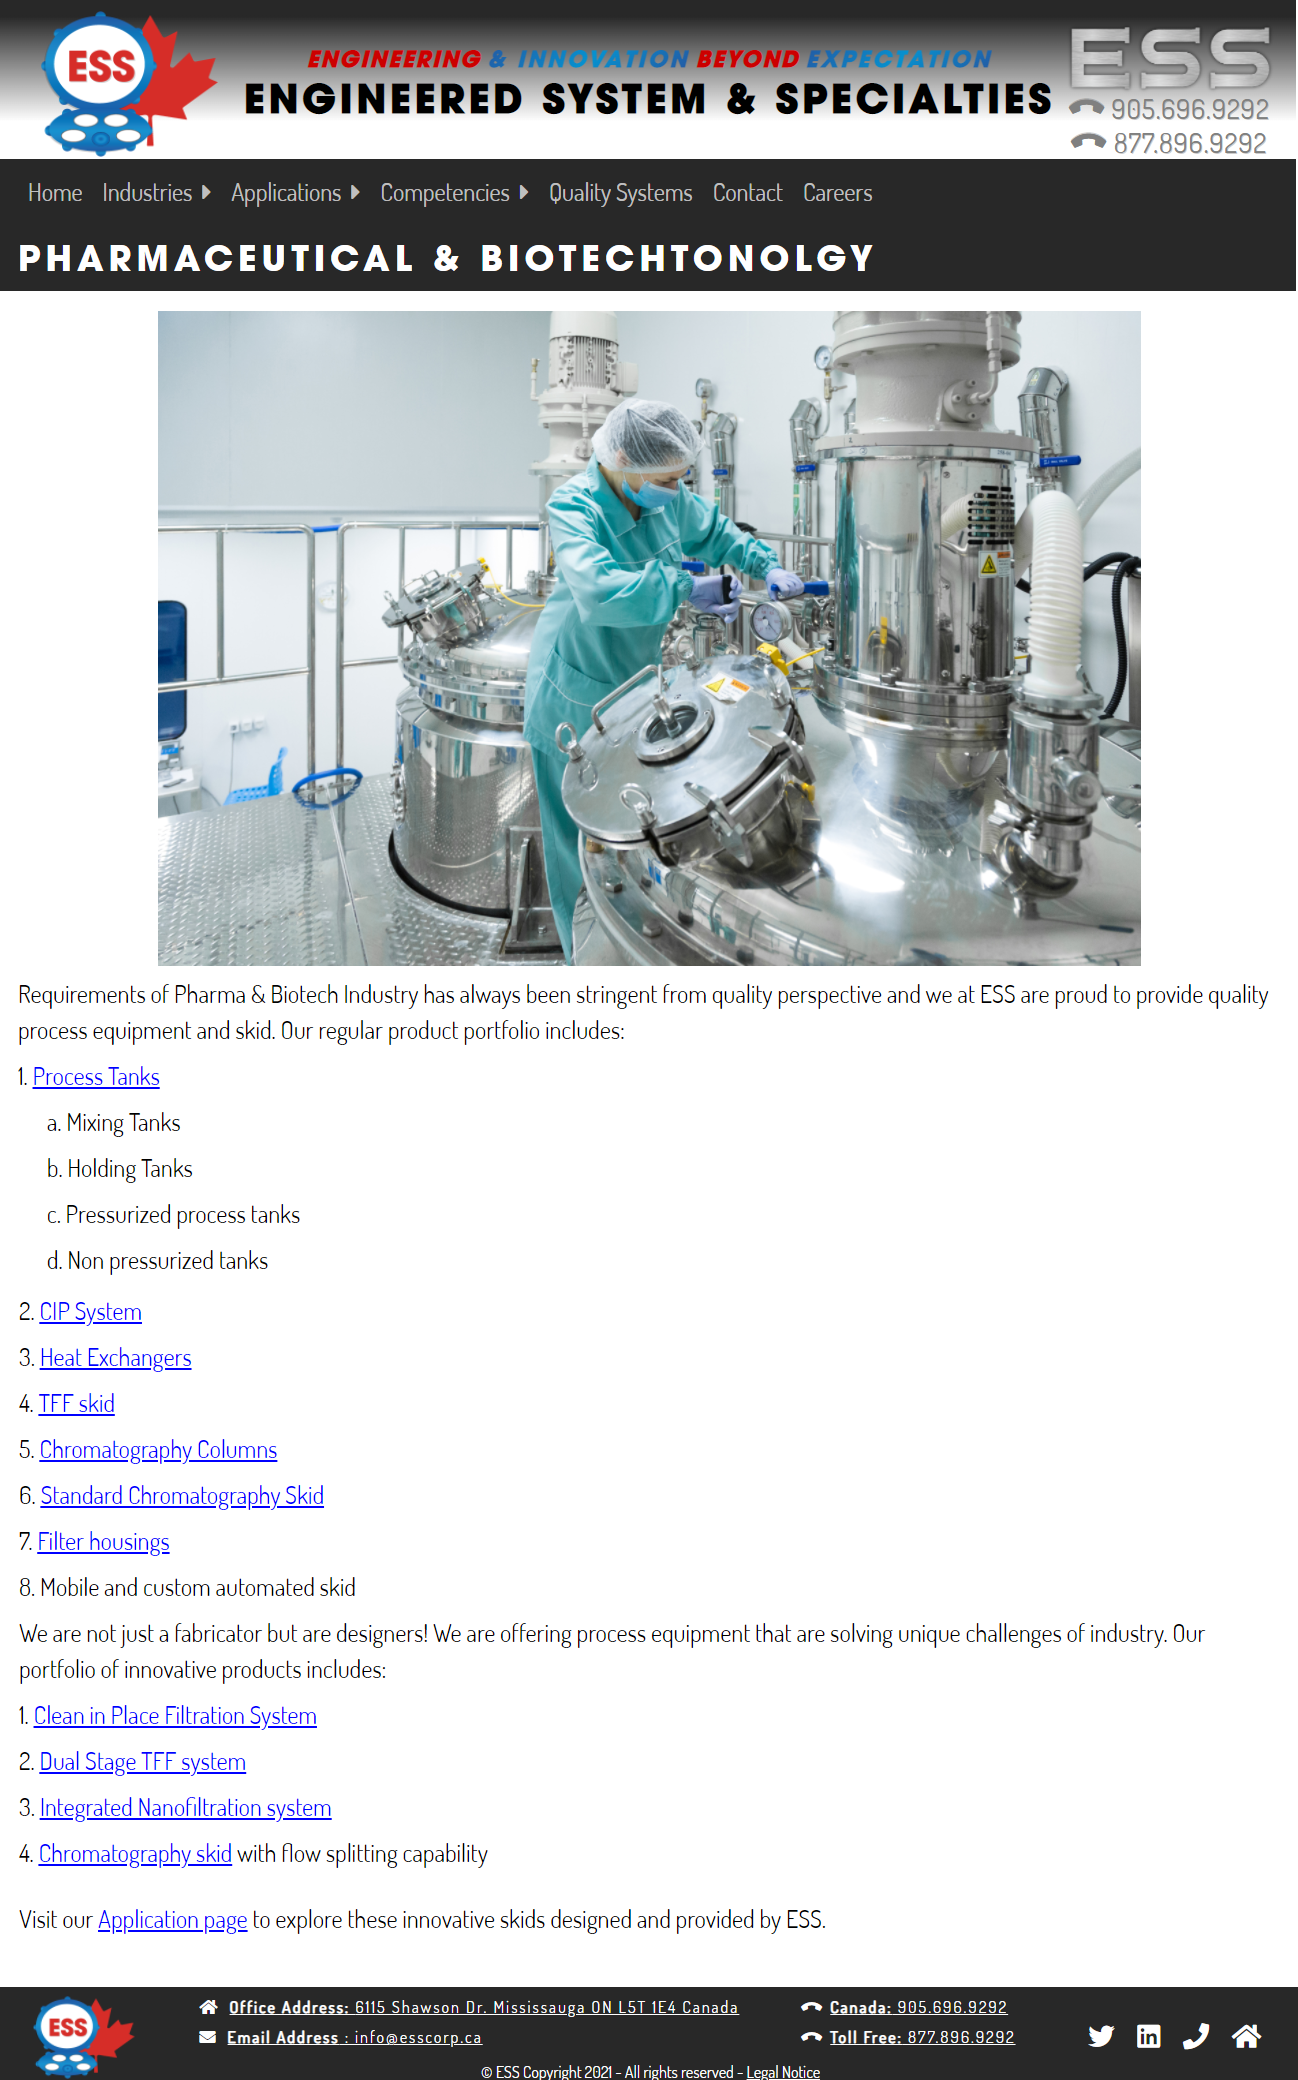 ESS
ENGINEERING & INNOVATION BEYOND EXPECTATION
ENGINEERED SYSTEM & SPECIALTIES
ESS
905.696.9292
877.896.9292
Home Industries Applications Competencies Quality Systems Contact Careers
PHARMACEUTICAL & BIOTECHTONOLGY
Requirements of Pharma & Biotech Industry has always been stringent from quality perspective and we at ESS are proud to provide quality
process equipment and skid. Our regular product portfolio includes:
1. Process Tanks
a. Mixing Tanks
b. Holding Tanks
c. Pressurized process tanks
d. Non pressurized tanks
2. CIP System
3. Heat Exchangers
4. TFF skid
5. Chromatography Columns
6. Standard Chromatography Skid
7. Filter housings
8. Mobile and custom automated skid
We are not just a fabricator but are designers! We are offering process equipment that are solving unique challenges of industry. Our
portfolio of innovative products includes:
1. Clean in Place Filtration System
2. Dual Stage TFF system
3. Integrated Nanofiltration system
4. Chromatography skid with flow splitting capability
Visit our Application page to explore these innovative skids designed and provided by ESS.
ESS
Office Address: 6115 Shawson Dr. Mississauga ON L5T 1E4 Canada
Email Address : info@esscorp.ca
Canada: 905.696.9292
Toll Free: 877.896.9292
© ESS Copyright 2021 - All rights reserved - Legal Notice